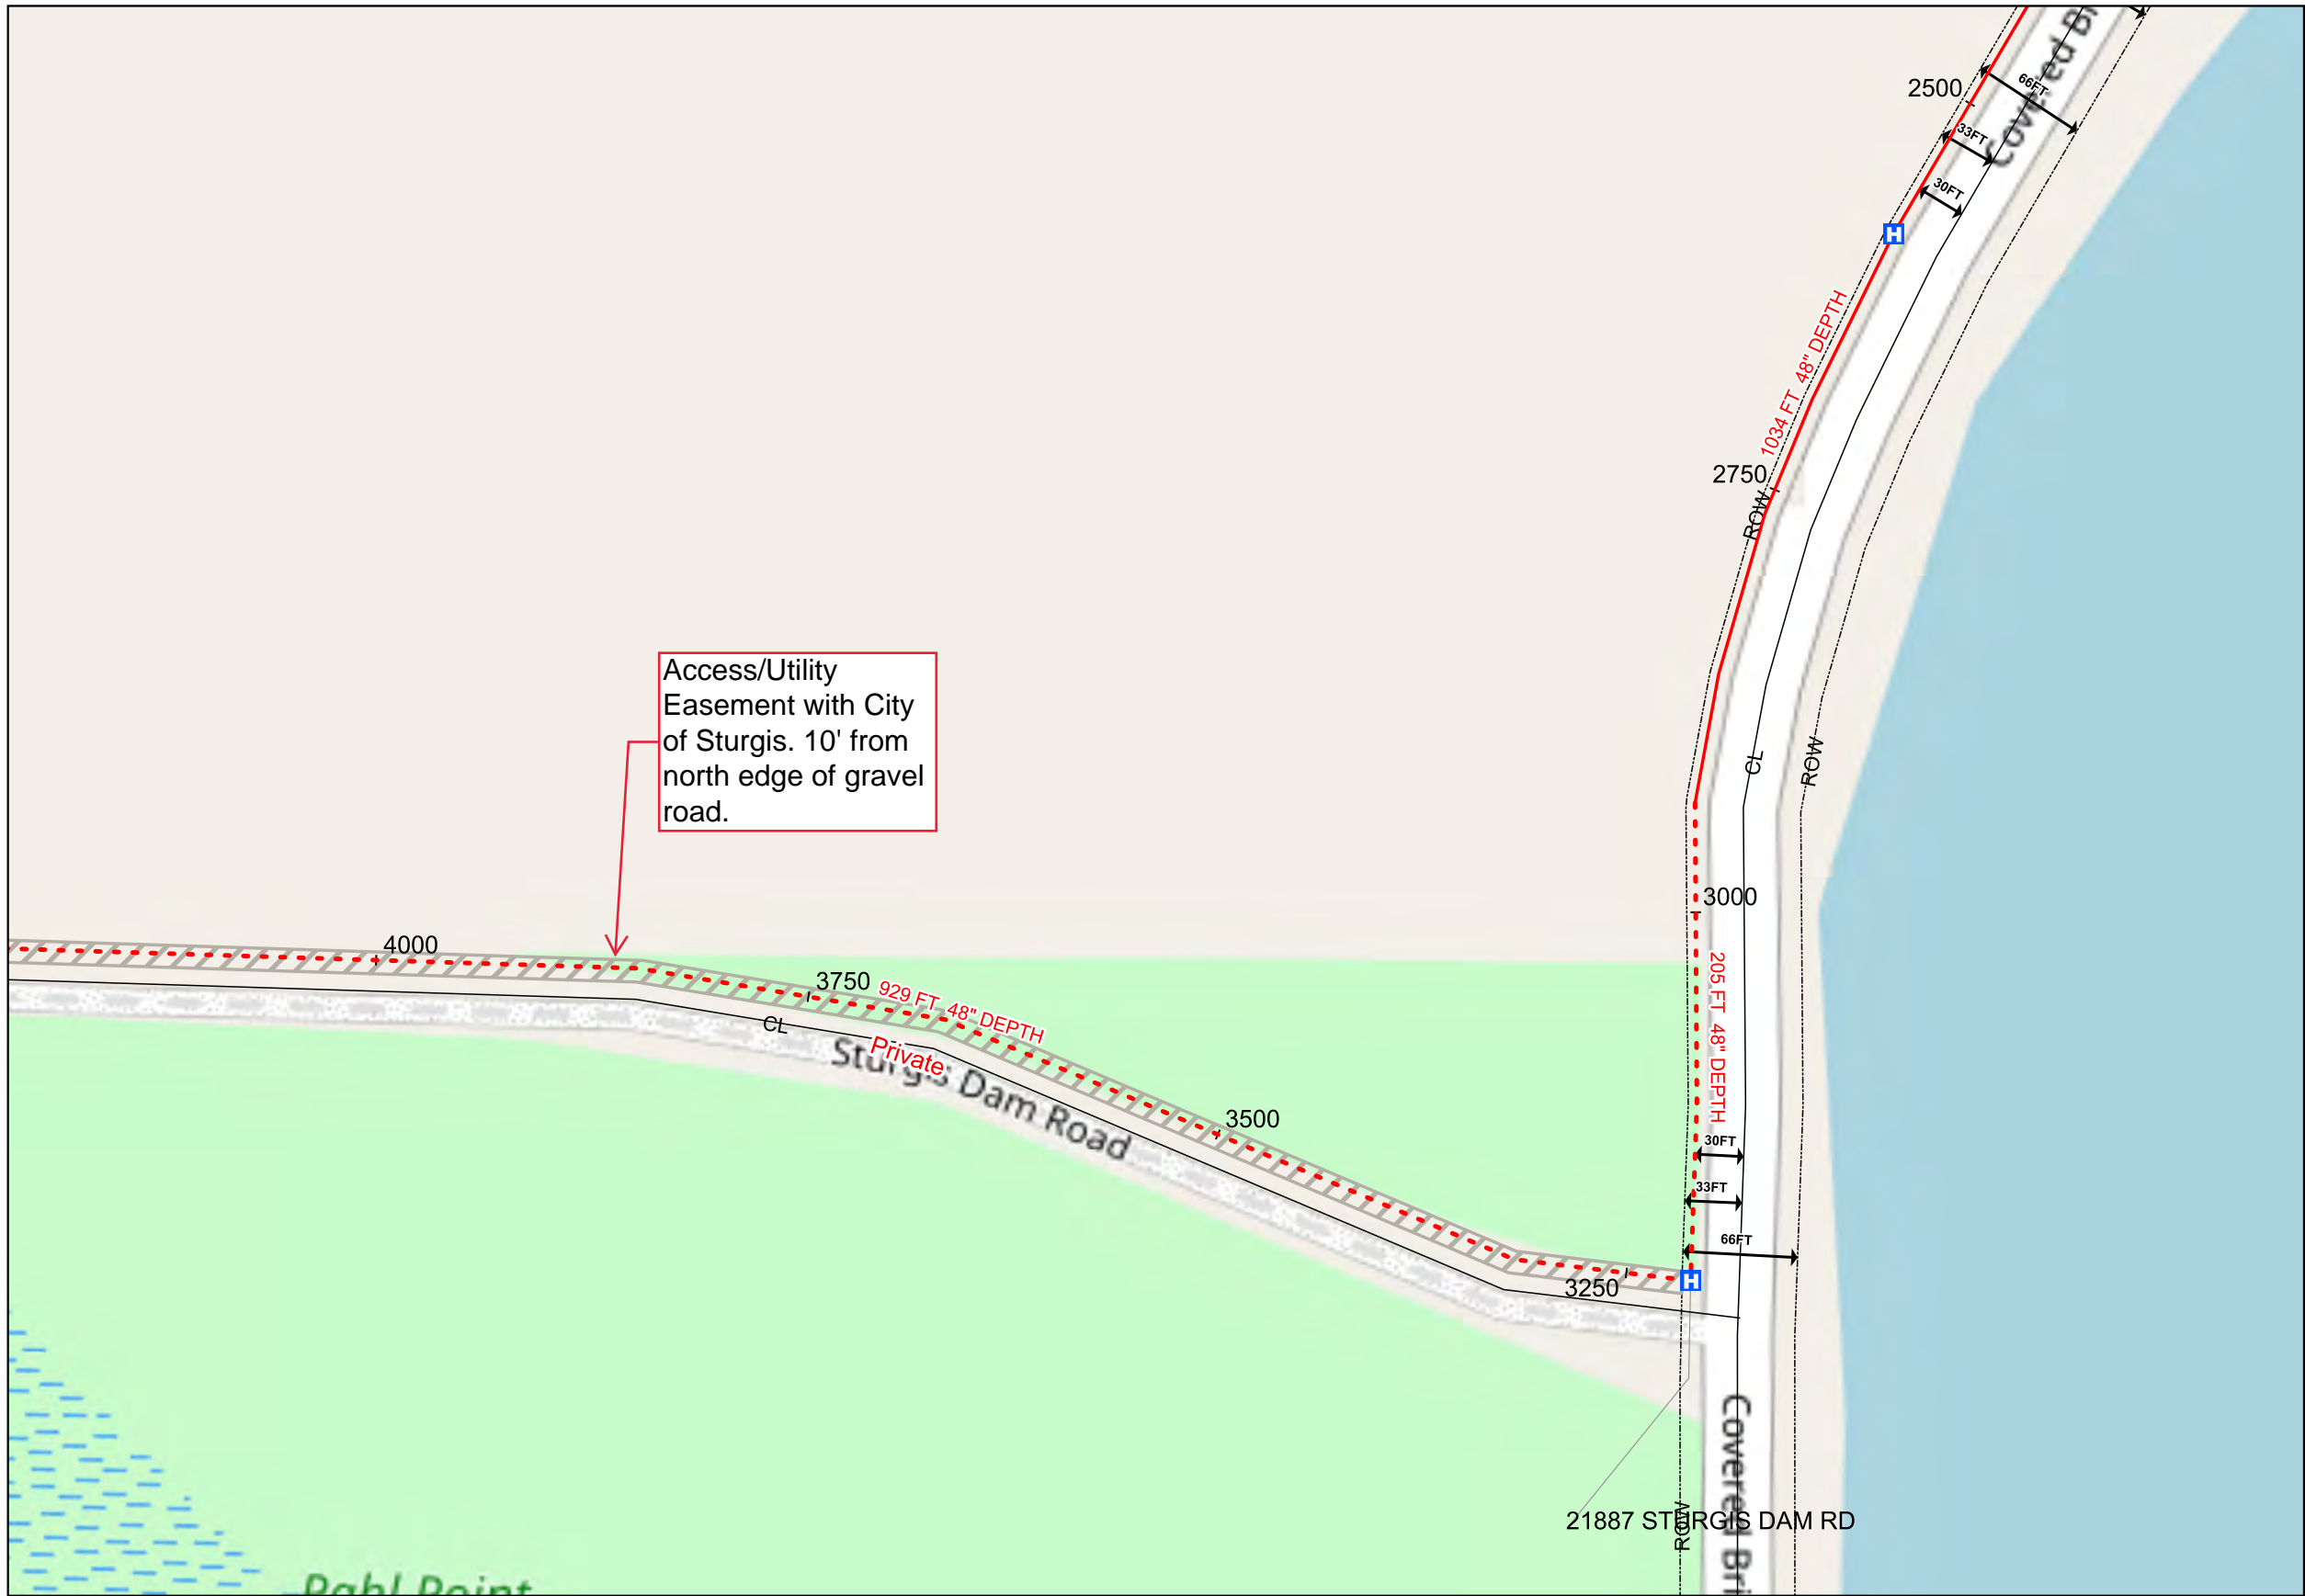 Covered Br
66FT
2500
33FT
30FT
H
1034 FT 48" DEPTH
2750
ROW
Access/Utility
Easement with City
of Sturgis. 10' from
north edge of gravel
road.
CL
ROW
3000
4000
3750
929 FT 48" DEPTH
205 FT 48" DEPTH
CL
Private
Sturgis Dam Road
3500
30FT
33FT
66FT
3250
H
Covered Bri
21887 STURGIS DAM RD
ROW
Pahl Point